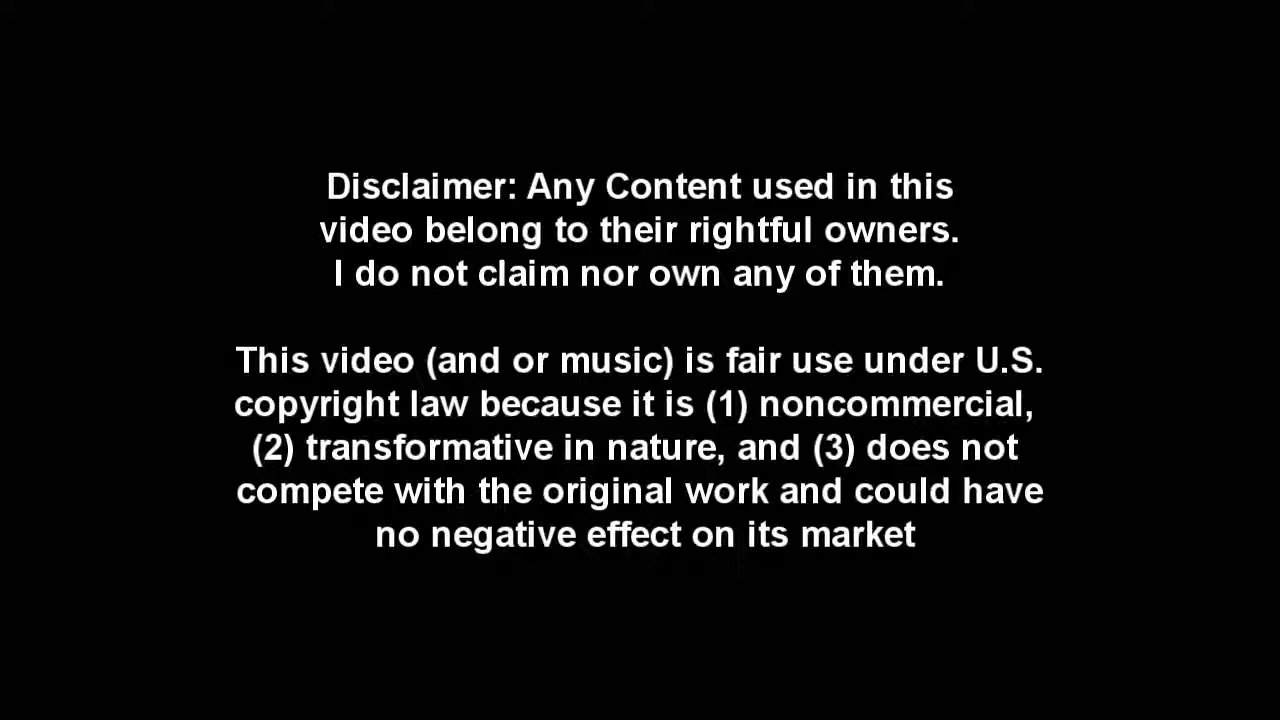 Disclaimer: Any Content used in this
video belong to their rightful owners.
I do not claim nor own any of them.
This video (and or music) is fair use under U.S.
copyright law because it is (1) noncommercial,
(2) transformative in nature, and (3) does not
compete with the original work and could have
no negative effect on its market